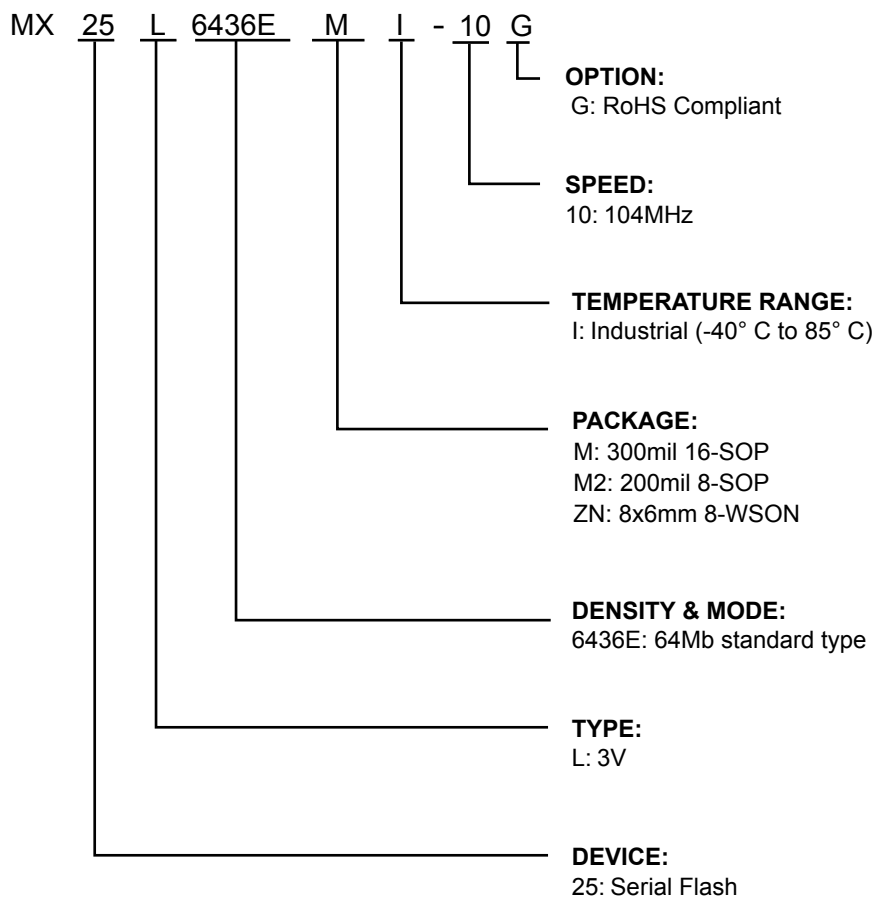 MX 25 L 6436E M I - 10 G
OPTION:
G: RoHS Compliant
SPEED:
10: 104MHz
TEMPERATURE RANGE:
I: Industrial (-40° C to 85° C)
PACKAGE:
M: 300mil 16-SOP
M2: 200mil 8-SOP
ZN: 8x6mm 8-WSON
DENSITY & MODE:
6436E: 64Mb standard type
TYPE:
L: 3V
DEVICE:
25: Serial Flash